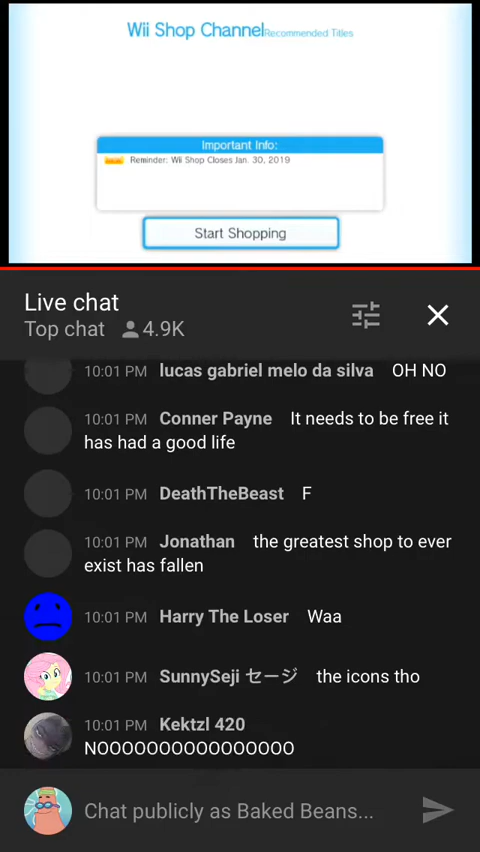 Wii Shop Channel Recommended Titles
Important Info:
Reminder: Wii Shop Closes Jan. 30, 2019
Start Shopping
Live chat
Top chat 4.9K
10:01 PM lucas gabriel melo da silva OH NO
10:01 PM Conner Payne It needs to be free it
has had a good life
10:01 PM DeathTheBeast F
10:01 PM Jonathan the greatest shop to ever
exist has fallen
10:01 PM Harry The Loser Waa
10:01 PM SunnySeji セージ the icons tho
10:01 PM Kektzl 420
NOOOOOOOOOOOOOOOO
Chat publicly as Baked Beans...